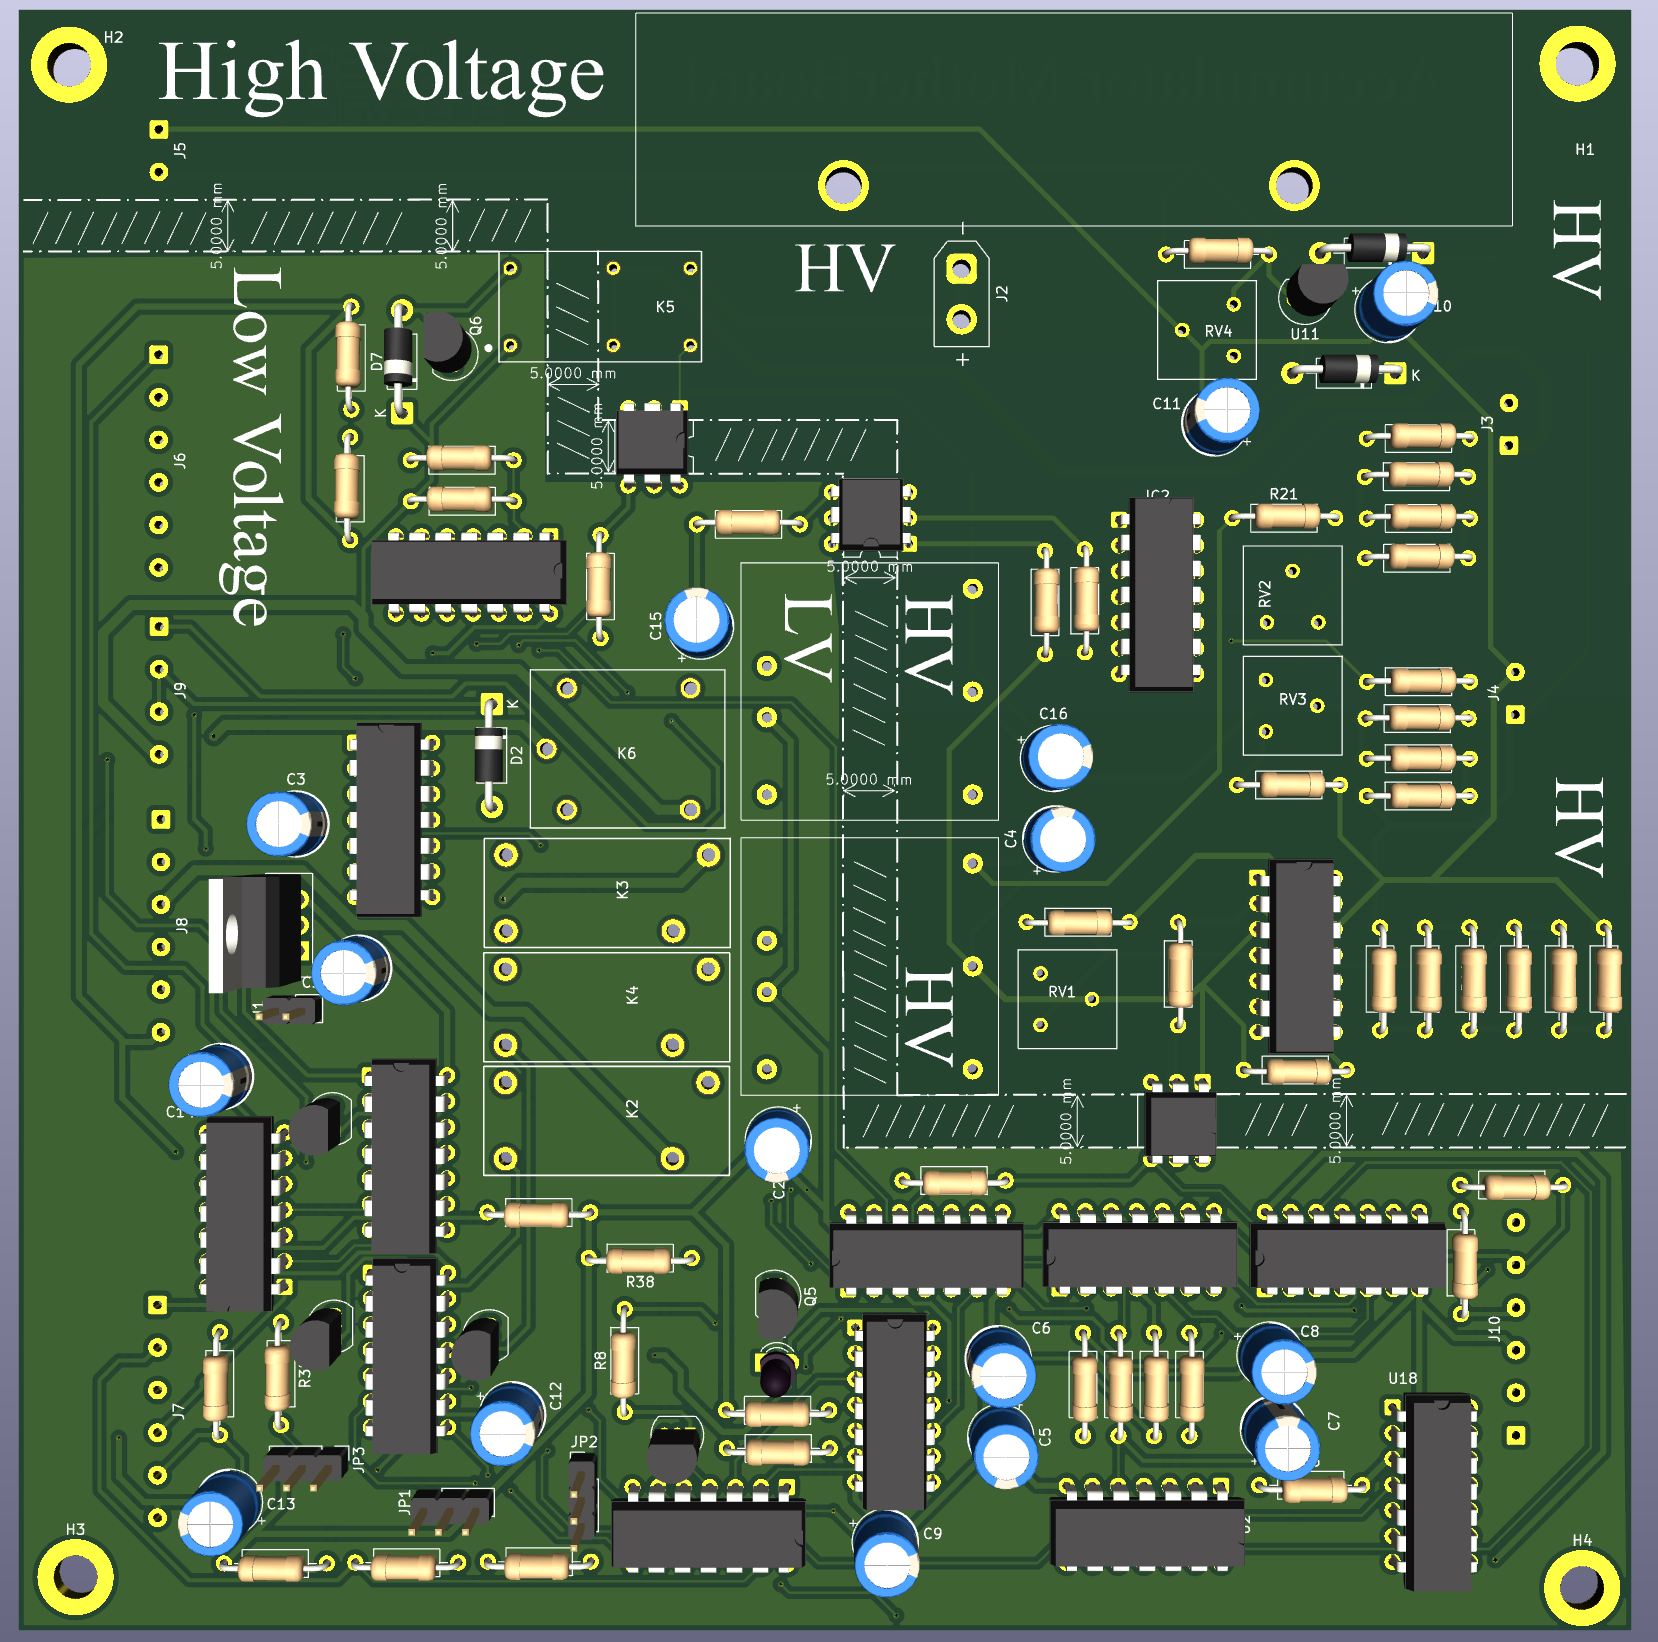 H2
High Voltage
H1
J5
HV
5.0000 mm
5.0000 mm
HV
J2
K5
Q6
RV4
U11
10
Low Voltage
D7
K
K
5.0000 mm
C11
J3
J6
5.0000 mm
IC2
R21
5.0000 mm
RV2
C15
LV
HV
J9
K
RV3
J4
C16
D2
K6
C3
5.0000 mm
HV
C4
K3
J8
K4
HV
RV1
K2
5.0000 mm
5.0000 mm
R38
Q5
J10
C6
C8
R8
U18
C12
J7
C5
C7
JP2
JP3
JP1
C13
C9
H3
H4